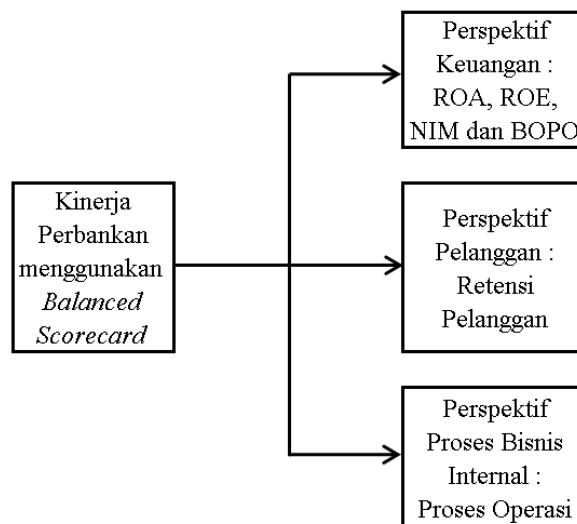 Perspektif
Keuangan :
ROA, ROE,
NIM dan BOPO
Kinerja
Perbankan
menggunakan
Balanced
Scorecard
Perspektif
Pelanggan :
Retensi
Pelanggan
Perspektif
Proses Bisnis
Internal :
Proses Operasi